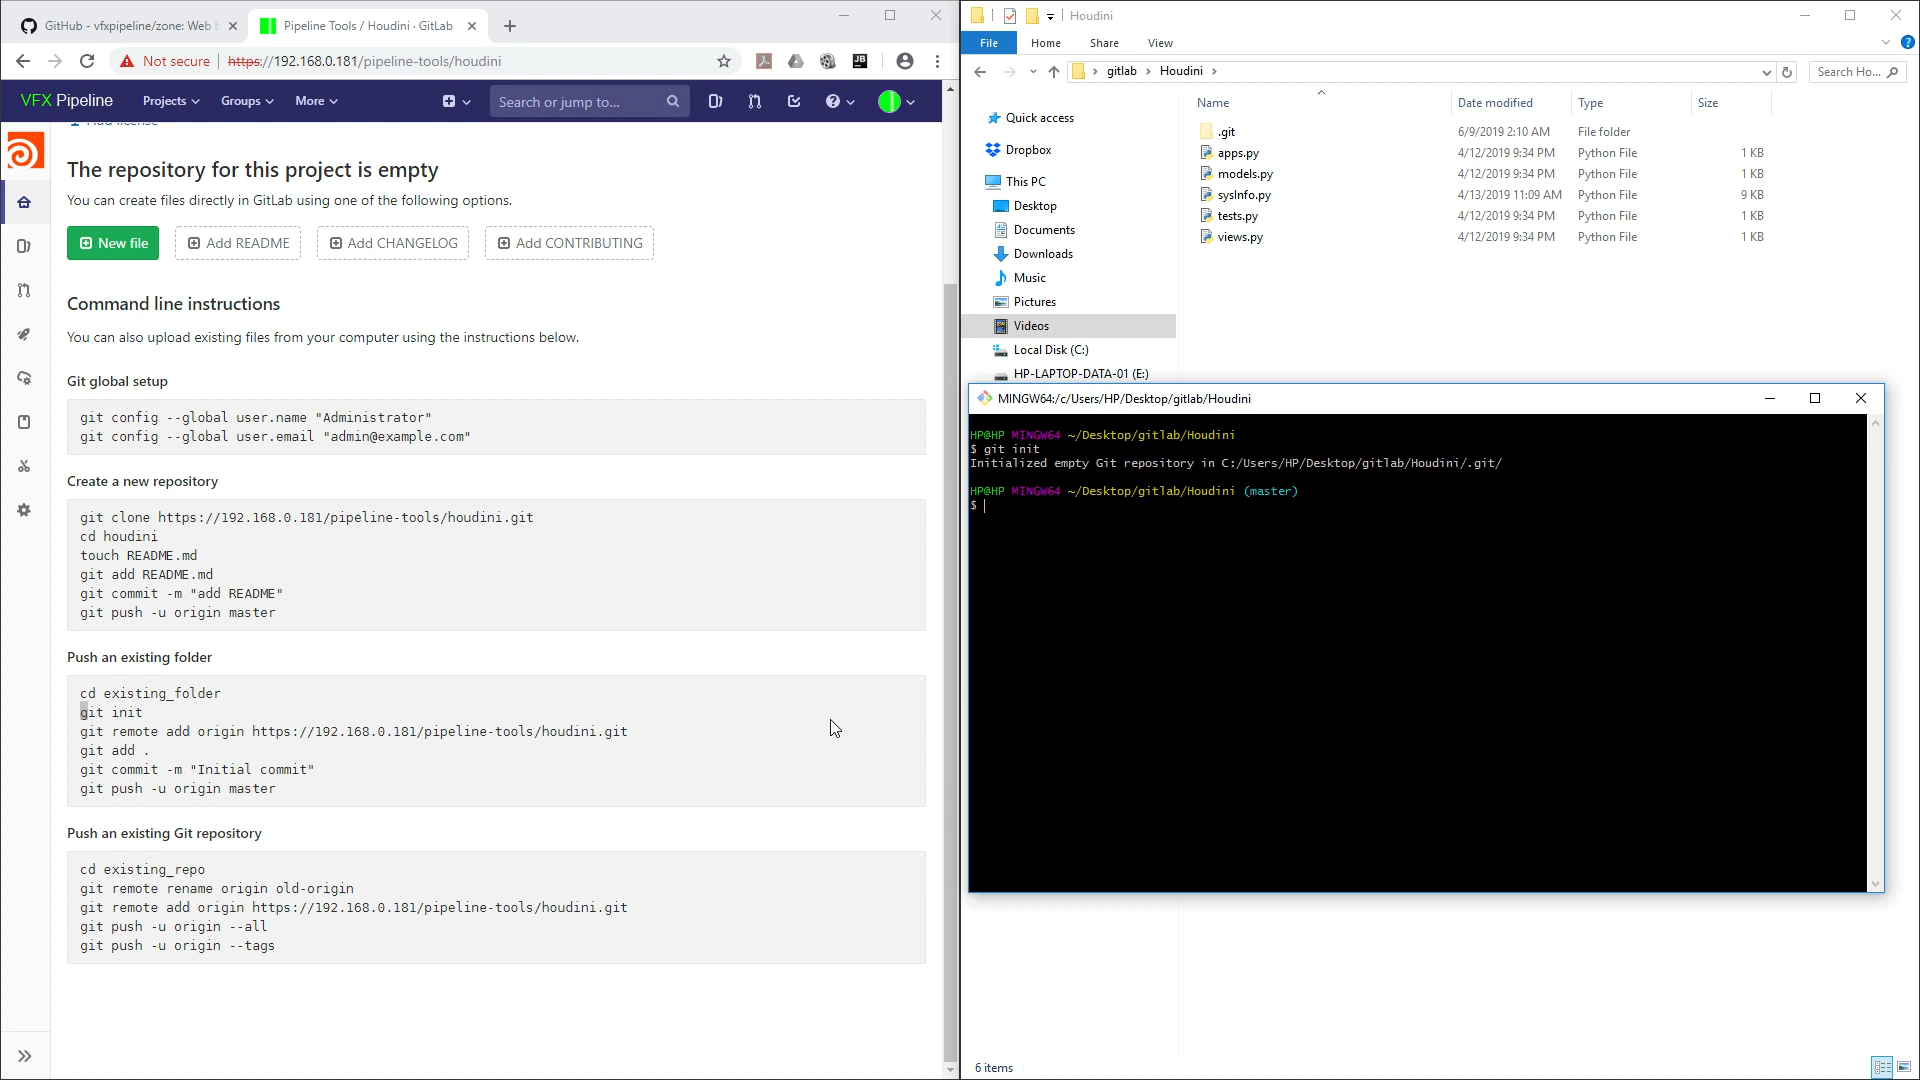 GitHub - vfxpipeline/zone: Web b
Pipeline Tools / Houdini · GitLab
Not secure
https://192.168.0.181/pipeline-tools/houdini
JB
VFX Pipeline
Projects
Groups
More
Search or jump to...
Add license
The repository for this project is empty
You can create files directly in GitLab using one of the following options.
New file
Add README
Add CHANGELOG
Add CONTRIBUTING
Command line instructions
You can also upload existing files from your computer using the instructions below.
Git global setup
git config --global user.name "Administrator"
git config --global user.email "admin@example.com"
Create a new repository
git clone https://192.168.0.181/pipeline-tools/houdini.git
cd houdini
touch README.md
git add README.md
git commit -m "add README"
git push -u origin master
Push an existing folder
cd existing_folder
git init
git remote add origin https://192.168.0.181/pipeline-tools/houdini.git
git add .
git commit -m "Initial commit"
git push -u origin master
Push an existing Git repository
cd existing_repo
git remote rename origin old-origin
git remote add origin https://192.168.0.181/pipeline-tools/houdini.git
git push -u origin --all
git push -u origin --tags
Houdini
File
Home
Share
View
gitlab
Houdini
Search Ho...
Name
Date modified
Type
Size
Quick access
Dropbox
This PC
Desktop
Documents
Downloads
Music
Pictures
Videos
Local Disk (C:)
HP-LAPTOP-DATA-01 (E:)
.git 6/9/2019 2:10 AM File folder
apps.py 4/12/2019 9:34 PM Python File 1 KB
models.py 4/12/2019 9:34 PM Python File 1 KB
sysInfo.py 4/13/2019 11:09 AM Python File 9 KB
tests.py 4/12/2019 9:34 PM Python File 1 KB
views.py 4/12/2019 9:34 PM Python File 1 KB
MINGW64:/c/Users/HP/Desktop/gitlab/Houdini
HP@HP MINGW64 ~/Desktop/gitlab/Houdini
$ git init
Initialized empty Git repository in C:/Users/HP/Desktop/gitlab/Houdini/.git/
HP@HP MINGW64 ~/Desktop/gitlab/Houdini (master)
$
6 items